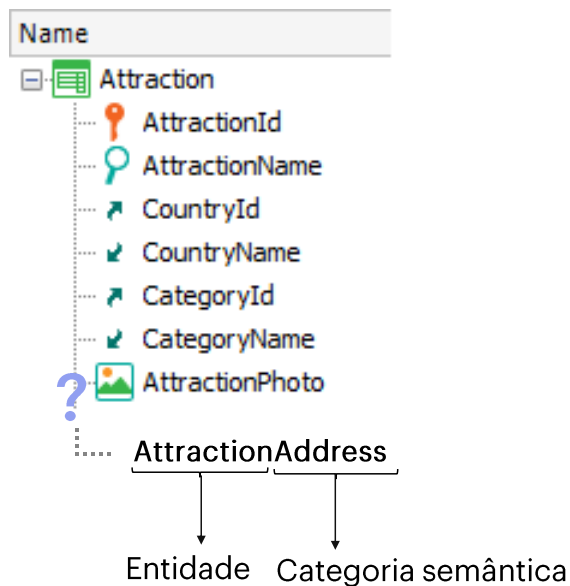 Name
Attraction
AttractionId
AttractionName
CountryId
CountryName
CategoryId
CategoryName
AttractionPhoto
?
AttractionAddress
Entidade Categoria semântica